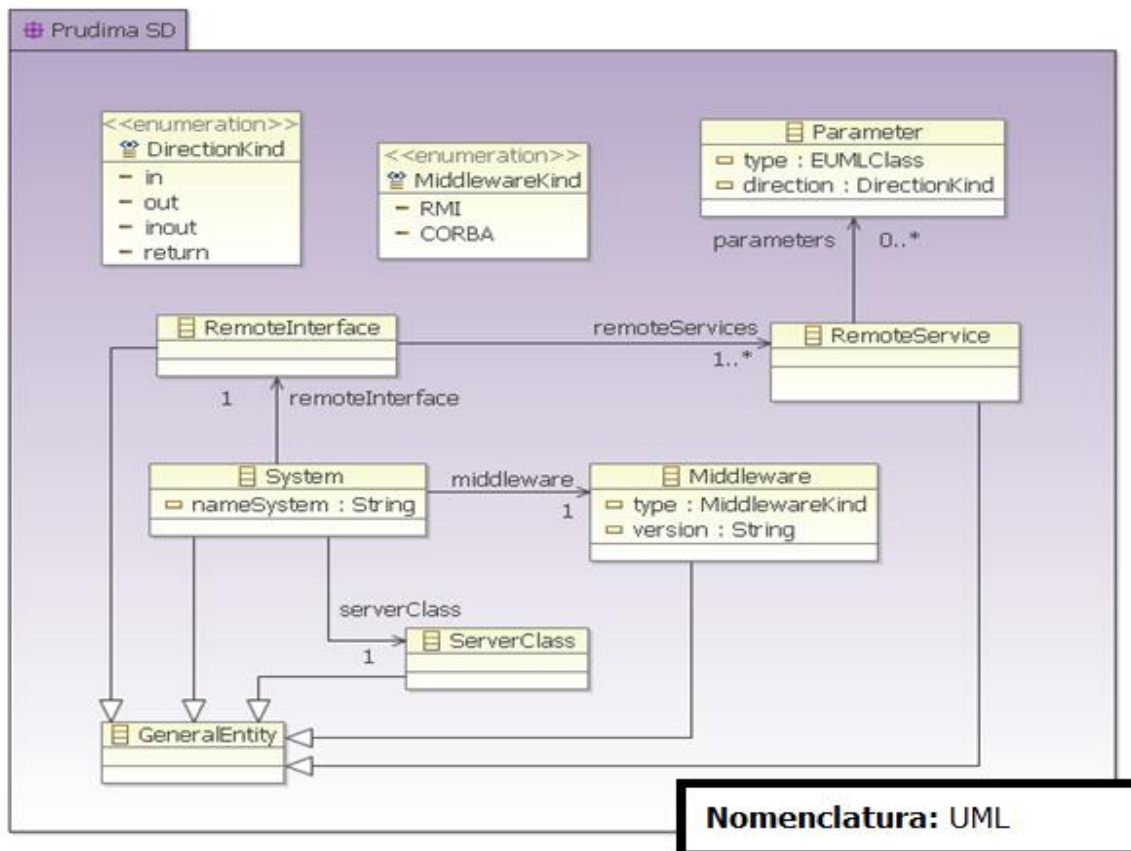 Prudima SD
<<enumeration>>
DirectionKind
in
out
inout
return
<<enumeration>>
MiddlewareKind
RMI
CORBA
Parameter
type : EUMLClass
direction : DirectionKind
parameters
0..*
RemoteInterface
remoteServices
1..*
RemoteService
1
remoteInterface
System
nameSystem : String
middleware
1
Middleware
type : MiddlewareKind
version : String
serverClass
1
ServerClass
GeneralEntity
Nomenclatura: UML